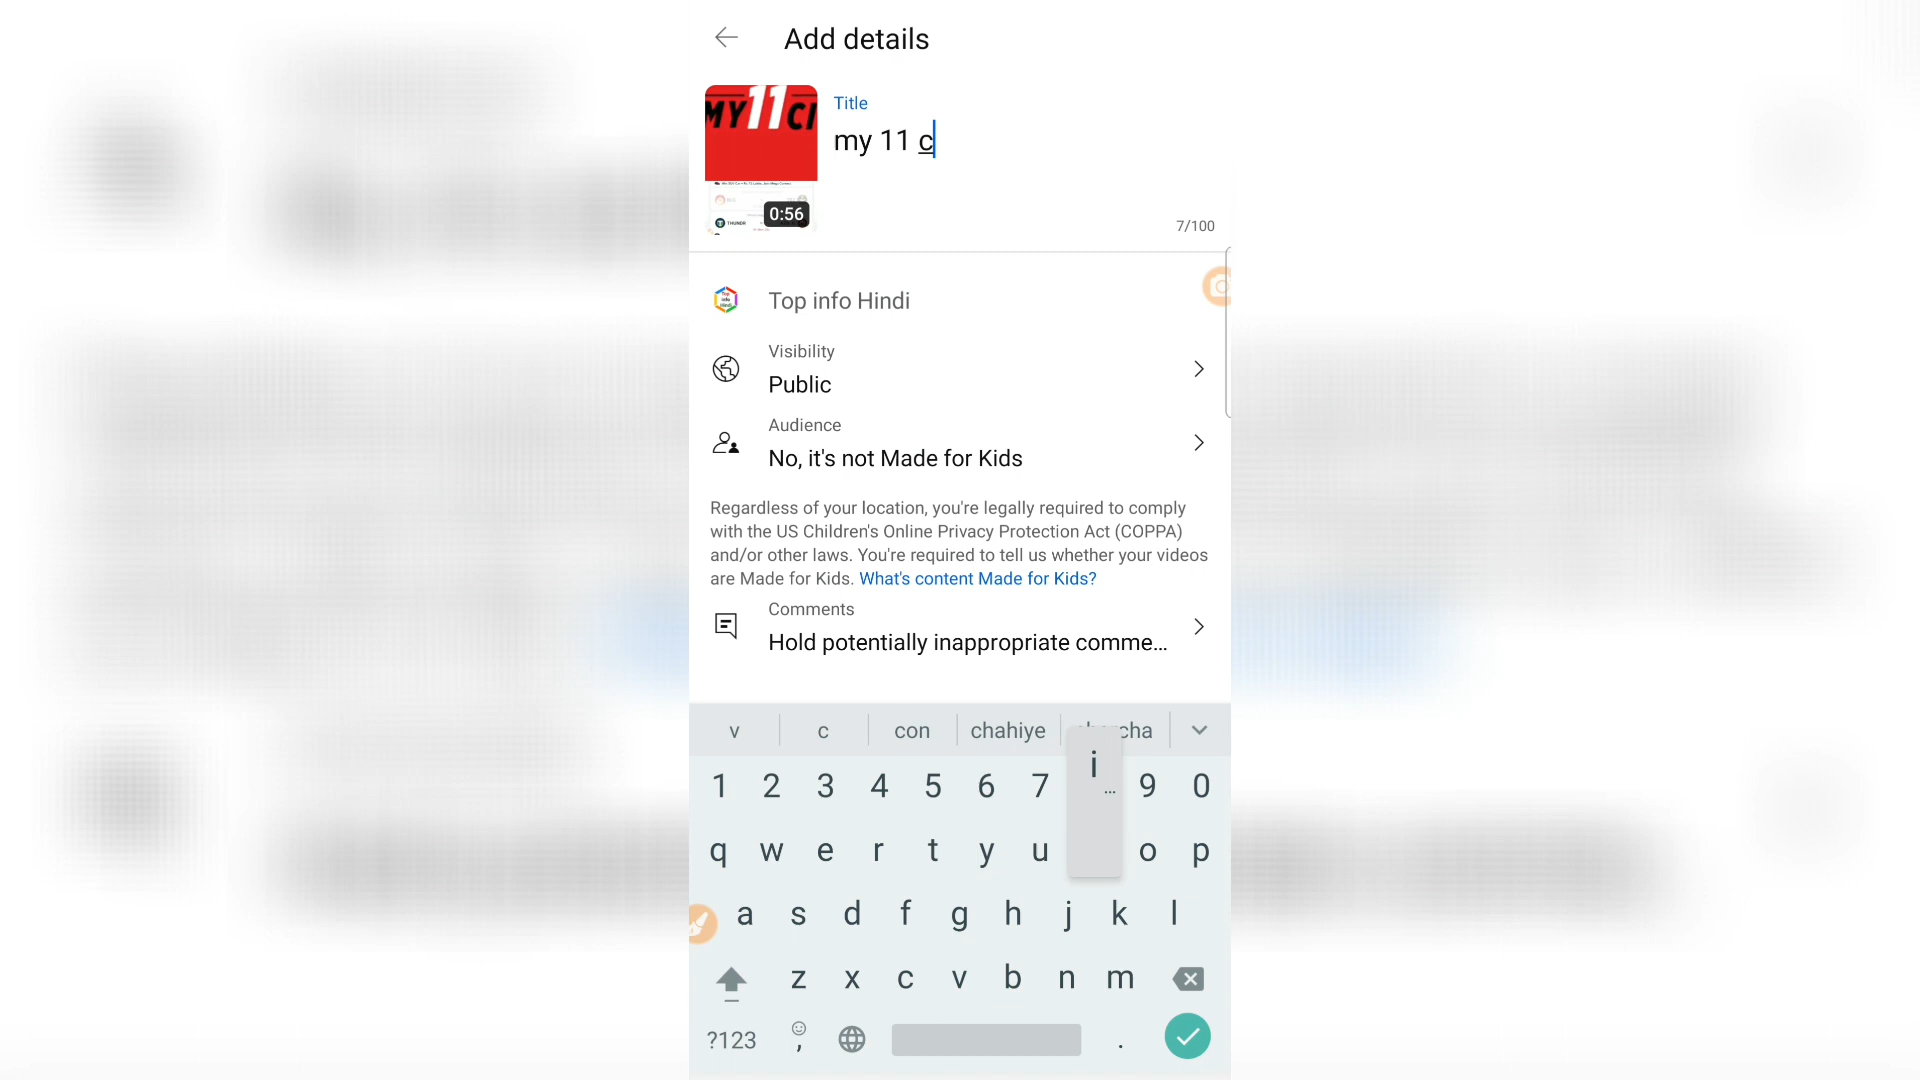 Add details
MY11CI
Title
my 11 c
0:56
THUNDR
7/100
Top info Hindi
Visibility
Public
Audience
No, it's not Made for Kids
Regardless of your location, you're legally required to comply
with the US Children's Online Privacy Protection Act (COPPA)
and/or other laws. You're required to tell us whether your videos
are Made for Kids. What's content Made for Kids?
Comments
Hold potentially inappropriate comme...
v c con chahiye
i ...
1 2 3 4 5 6 7 9 0
q w e r t y u o p
a s d f g h j k l
z x c v b n m
?123 , .